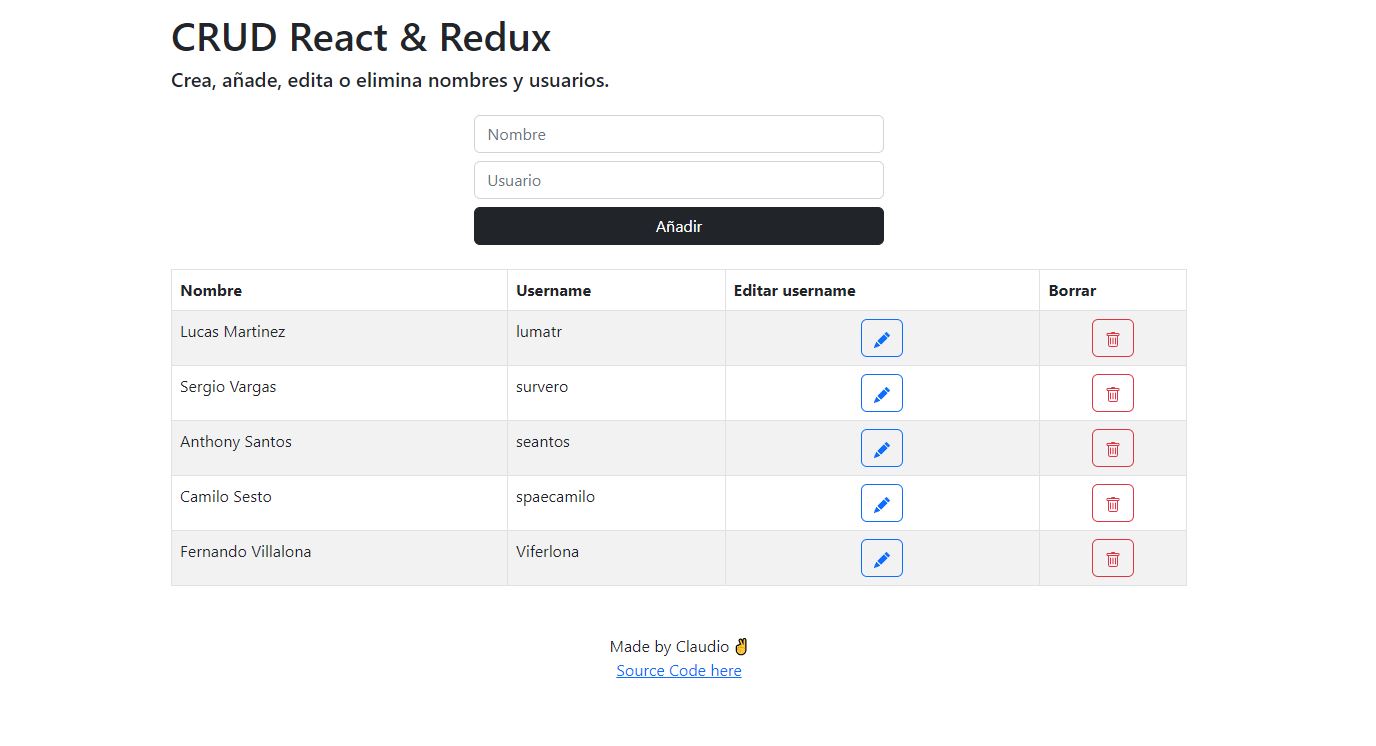 CRUD React & Redux
Crea, añade, edita o elimina nombres y usuarios.
Nombre
Usuario
Añadir
Nombre Username Editar username Borrar
Lucas Martinez lumatr
Sergio Vargas survero
Anthony Santos seantos
Camilo Sesto spaecamilo
Fernando Villalona Viferlona
Made by Claudio ✌
Source Code here